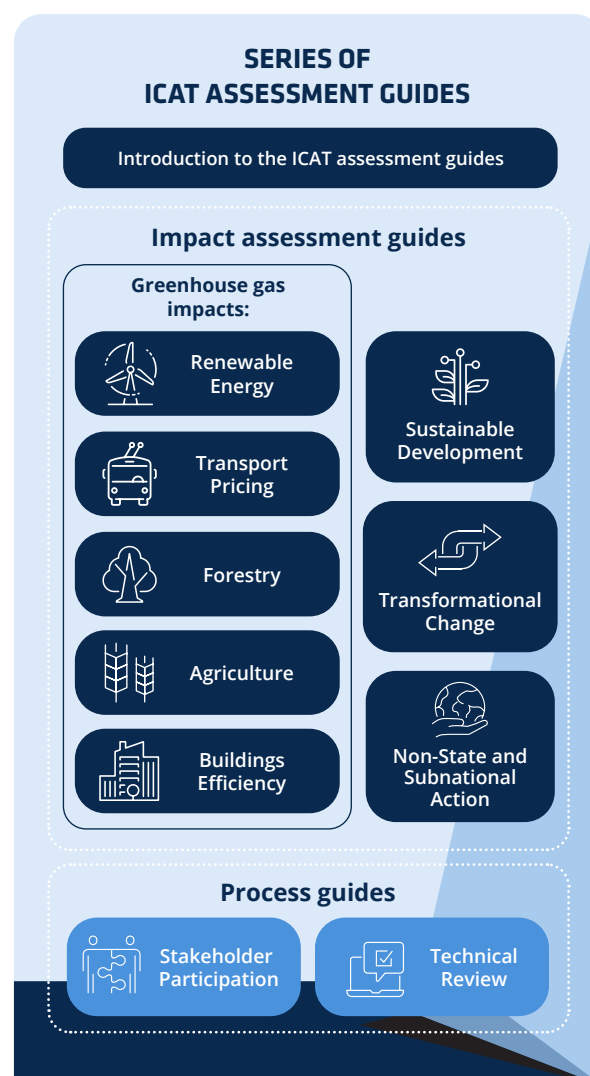 SERIES OF
ICAT ASSESSMENT GUIDES
Introduction to the ICAT assessment guides
Impact assessment guides
Greenhouse gas
impacts:
Renewable
Energy
Transport
Pricing
Forestry
Agriculture
Buildings
Efficiency
Sustainable
Development
Transformational
Change
Non-State and
Subnational
Action
Process guides
Stakeholder
Participation
Technical
Review